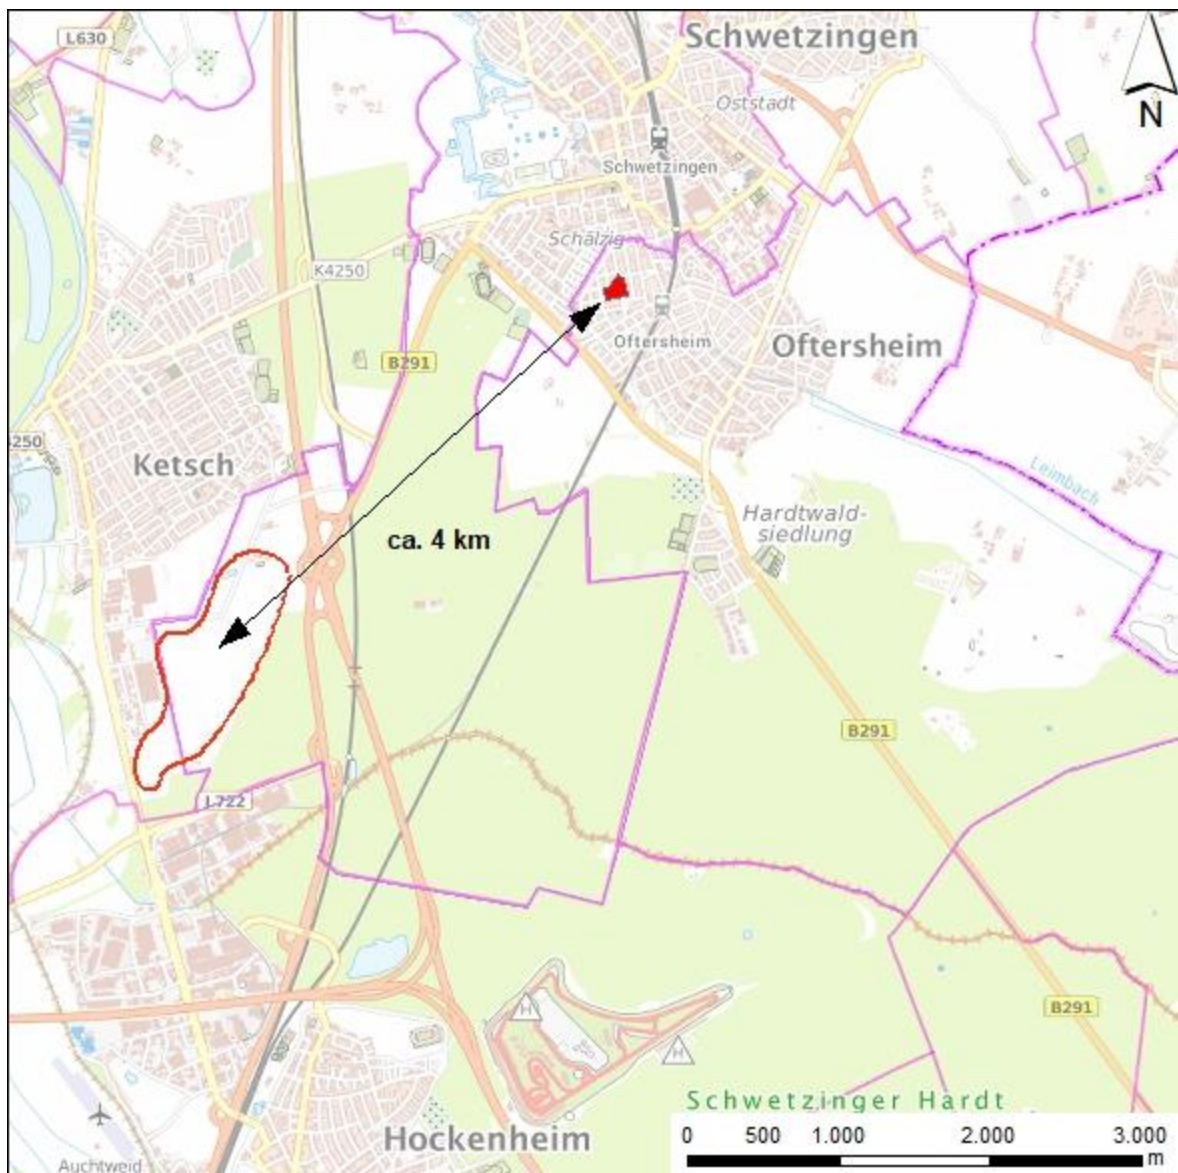 L630
Schwetzingen
Oststadt
N
Schwetzingen
Schälzig
K4250
Oftersheim
Oftersheim
B291
4250
Ketsch
Leimbach
Hardtwald-
siedlung
ca. 4 km
B291
L722
B291
H
H
Schwetzinger Hardt
Hockenheim
0 500 1.000 2.000 3.000
m
Auchtweid